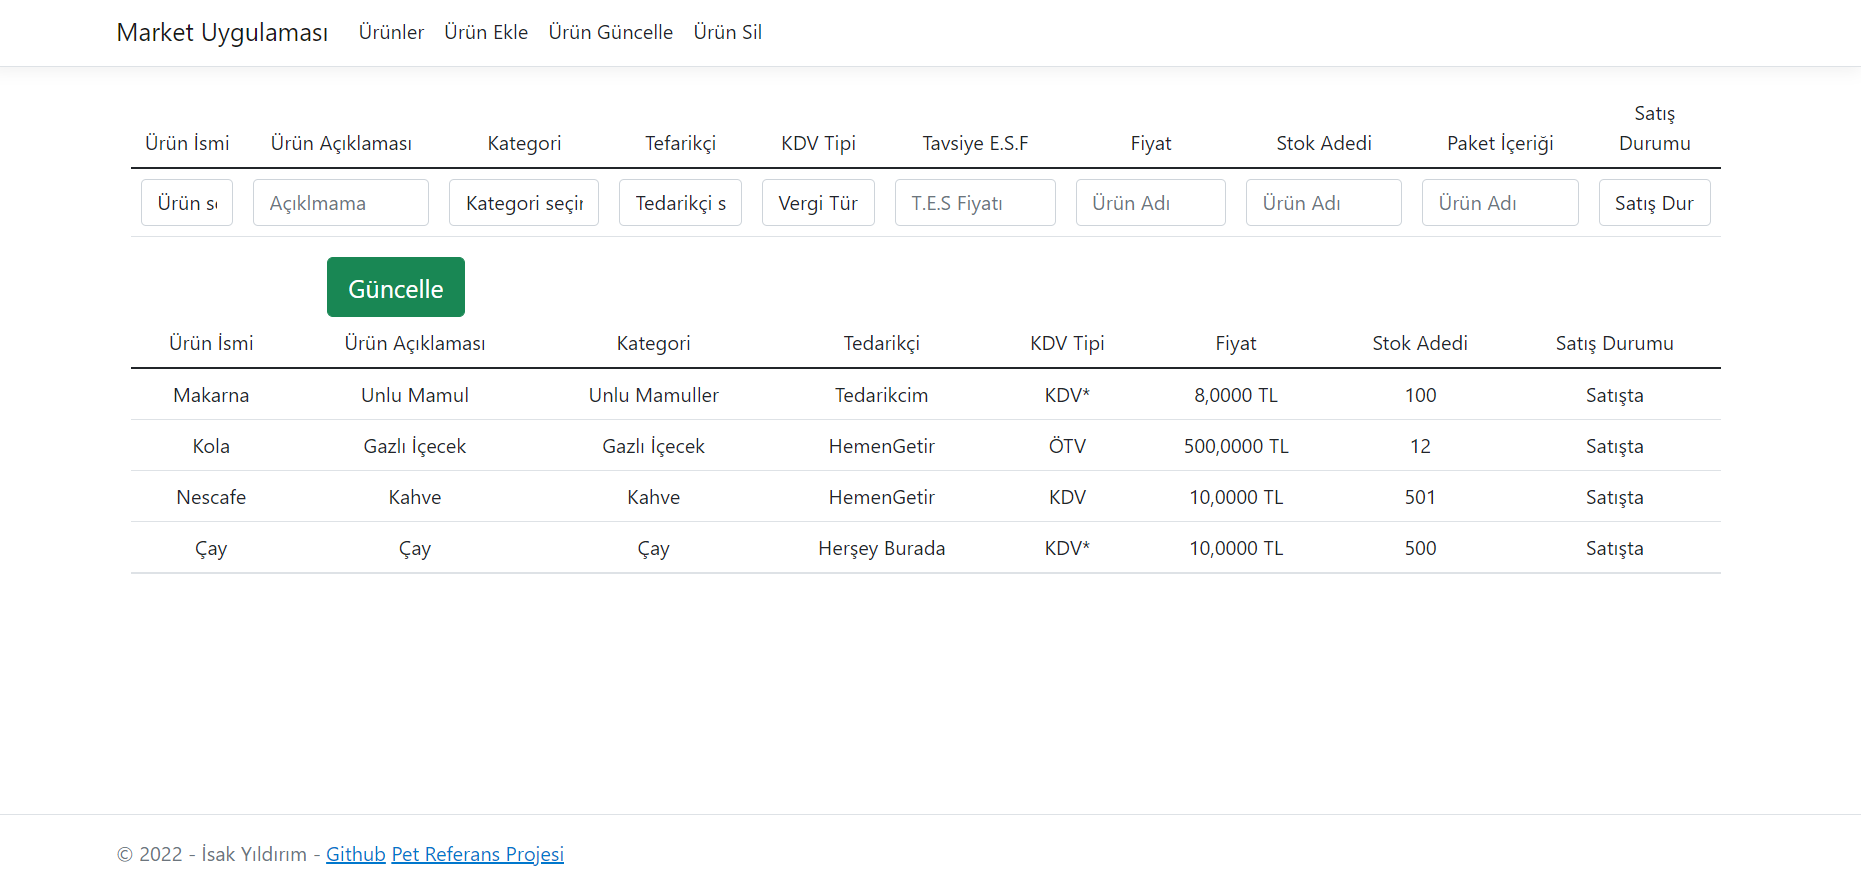 Market Uygulaması Ürünler Ürün Ekle Ürün Güncelle Ürün Sil
Ürün İsmi Ürün Açıklaması Kategori Tefarikçi KDV Tipi Tavsiye E.S.F Fiyat Stok Adedi Paket İçeriği Satış Durumu
Ürün se Açıklmama Kategori seçin Tedarikçi s Vergi Tür T.E.S Fiyatı Ürün Adı Ürün Adı Ürün Adı Satış Dur
Güncelle
Ürün İsmi Ürün Açıklaması Kategori Tedarikçi KDV Tipi Fiyat Stok Adedi Satış Durumu
Makarna Unlu Mamul Unlu Mamuller Tedarikcim KDV* 8,0000 TL 100 Satışta
Kola Gazlı İçecek Gazlı İçecek HemenGetir ÖTV 500,0000 TL 12 Satışta
Nescafe Kahve Kahve HemenGetir KDV 10,0000 TL 501 Satışta
Çay Çay Çay Herşey Burada KDV* 10,0000 TL 500 Satışta
© 2022 - İsak Yıldırım - Github Pet Referans Projesi